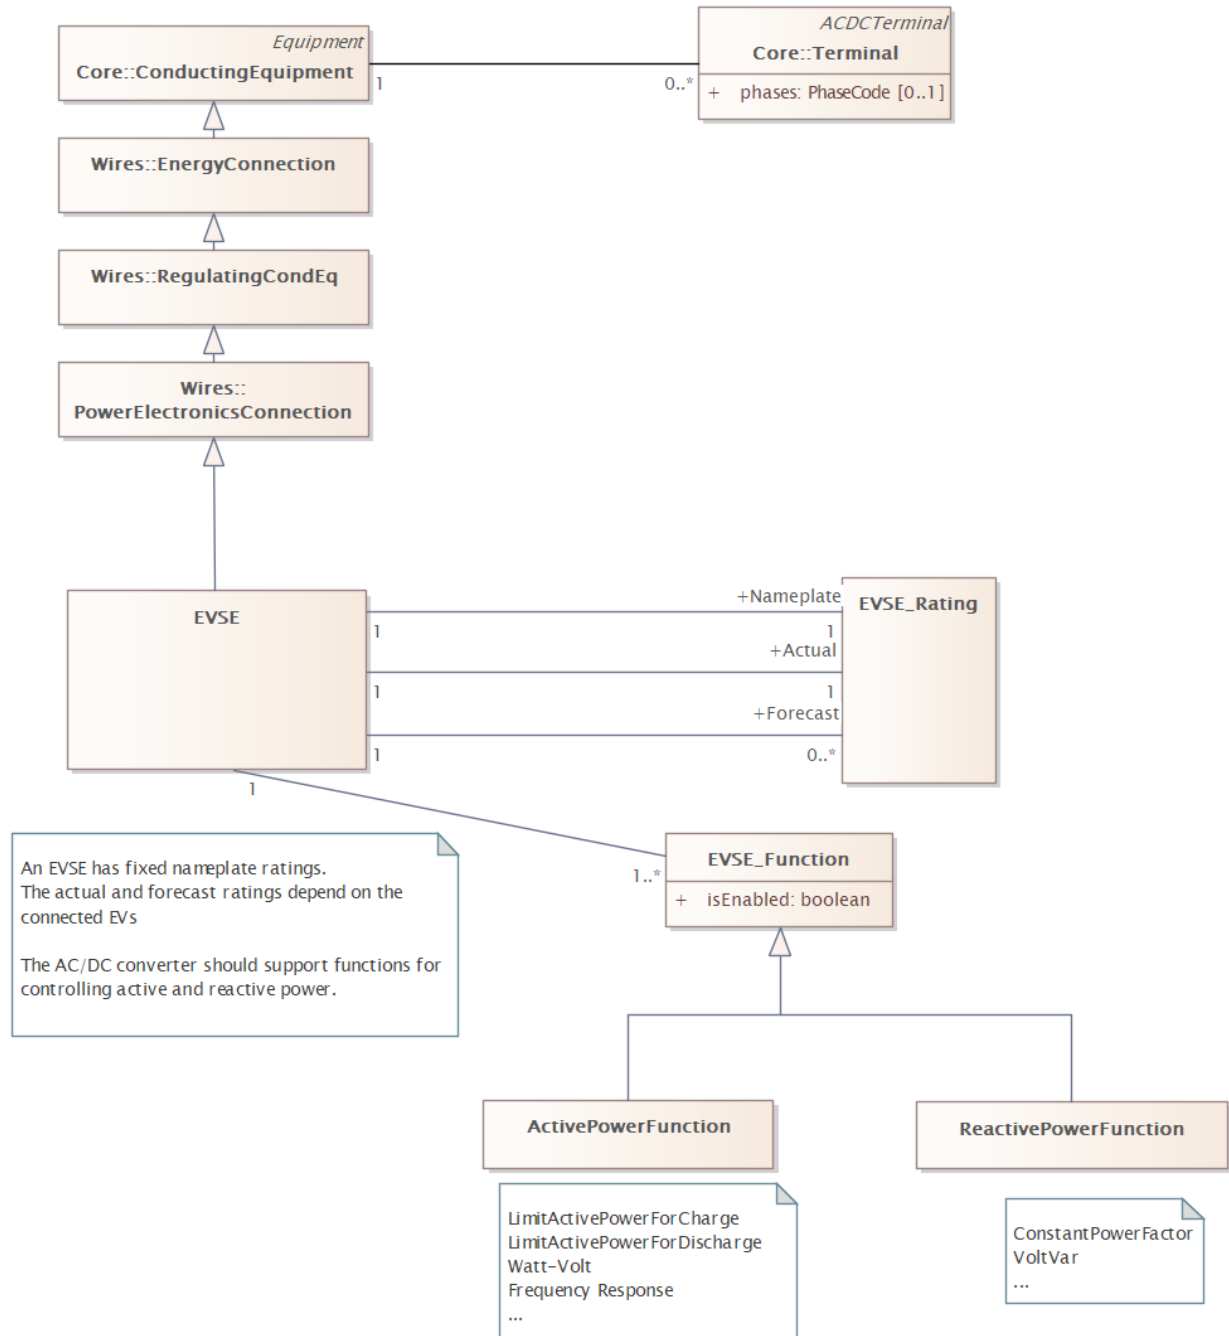 Equipment
Core::ConductingEquipment
ACDCTerminal
Core::Terminal
+ phases: PhaseCode [0..1]
1
0..*
Wires::EnergyConnection
Wires::RegulatingCondEq
Wires::
PowerElectronicsConnection
EVSE
EVSE_Rating
+Nameplate
1
1
+Actual
1
1
+Forecast
1
0..*
1
1..*
EVSE_Function
+ isEnabled: boolean
An EVSE has fixed nameplate ratings.
The actual and forecast ratings depend on the
connected EVs
The AC/DC converter should support functions for
controlling active and reactive power.
ActivePowerFunction
ReactivePowerFunction
LimitActivePowerForCharge
LimitActivePowerForDischarge
Watt-Volt
Frequency Response
...
ConstantPowerFactor
VoltVar
...